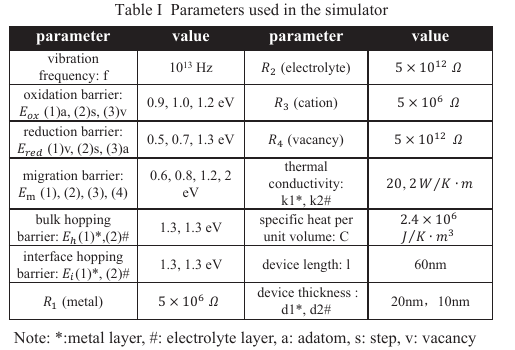 Table I Parameters used in the simulator
parameter value parameter value
vibration
frequency: f 10¹³ Hz R₂ (electrolyte) 5 × 10¹² Ω
oxidation barrier:
E_ox (1)a, (2)s, (3)v 0.9, 1.0, 1.2 eV R₃ (cation) 5 × 10⁶ Ω
reduction barrier:
E_red (1)v, (2)s, (3)a 0.5, 0.7, 1.3 eV R₄ (vacancy) 5 × 10¹² Ω
migration barrier:
E_m (1), (2), (3), (4)
0.6, 0.8, 1.2, 2
eV
thermal
conductivity:
k1*, k2#
20, 2 W/K · m
bulk hopping
barrier: E_h(1)*,(2)# 1.3, 1.3 eV
specific heat per
unit volume: C
2.4 × 10⁶
J/K · m³
interface hopping
barrier: E_i(1)*, (2)# 1.3, 1.3 eV device length: l 60nm
R₁ (metal) 5 × 10⁶ Ω
device thickness :
d1*, d2#
20nm，10nm
Note: *:metal layer, #: electrolyte layer, a: adatom, s: step, v: vacancy